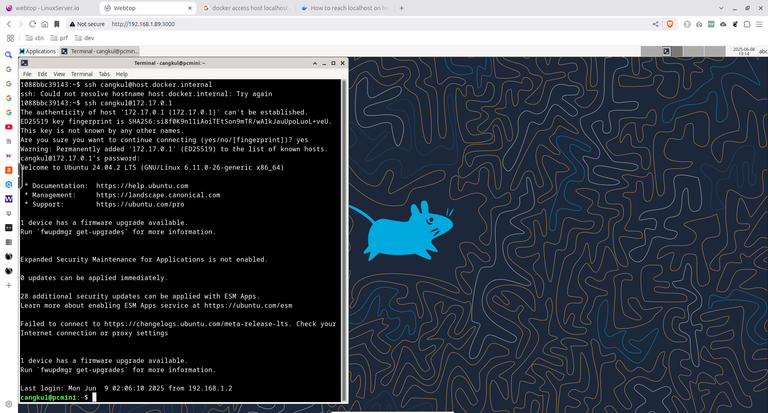 webtop - LinuxServer.io
Webtop
docker access host localhos
How to reach localhost on h
Not secure
http://192.168.1.89:3000
cbn
prf
dev
Applications
Terminal - cangkul@pcmin...
2025-06-08
19:14
abc
Terminal - cangkul@pcmini: ~
File Edit View Terminal Tabs Help
1088bbc39143:~$ ssh cangkul@host.docker.internal
ssh: Could not resolve hostname host.docker.internal: Try again
1088bbc39143:~$ ssh cangkul@172.17.0.1
The authenticity of host '172.17.0.1 (172.17.0.1)' can't be established.
ED25519 key fingerprint is
This key is not known by any other names.
Are you sure you want to continue connecting (yes/no/[fingerprint])? yes
Warning: Permanently added '172.17.0.1' (ED25519) to the list of known hosts.
cangkul@172.17.0.1's password:
Welcome to Ubuntu 24.04.2 LTS (GNU/Linux 6.11.0-26-generic x86_64)
* Documentation: https://help.ubuntu.com
* Management: https://landscape.canonical.com
* Support: https://ubuntu.com/pro
1 device has a firmware upgrade available.
Run `fwupdmgr get-upgrades` for more information.
Expanded Security Maintenance for Applications is not enabled.
0 updates can be applied immediately.
28 additional security updates can be applied with ESM Apps.
Learn more about enabling ESM Apps service at https://ubuntu.com/esm
Failed to connect to https://changelogs.ubuntu.com/meta-release-lts. Check your
Internet connection or proxy settings
1 device has a firmware upgrade available.
Run `fwupdmgr get-upgrades` for more information.
Last login: Mon Jun 9 02:06:10 2025 from 192.168.1.2
cangkul@pcmini:~$